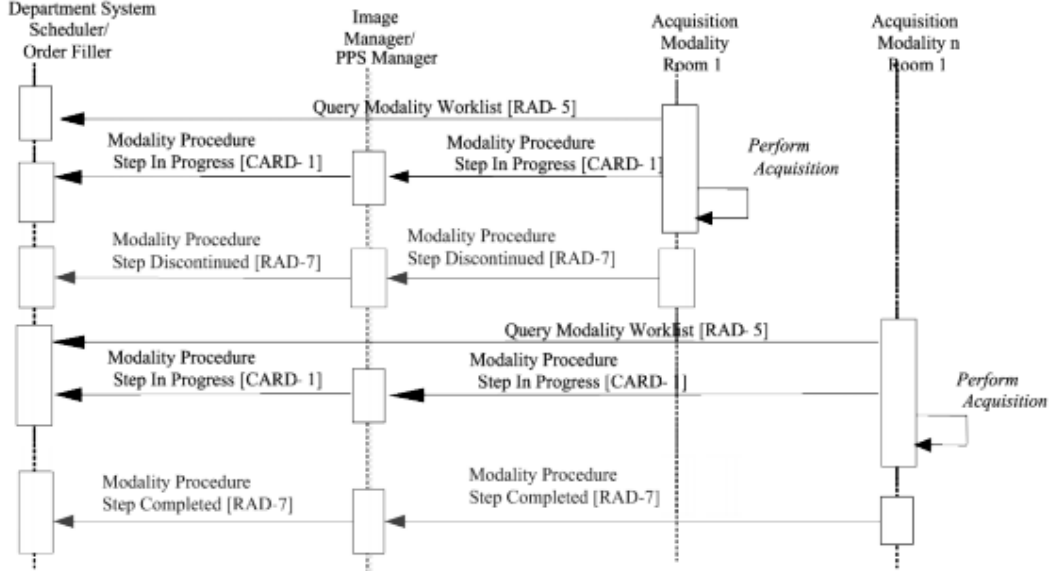 Department System
Scheduler/
Order Filler
Image
Manager/
PPS Manager
Acquisition
Modality
Room 1
Acquisition
Modality n
Room 1
Query Modality Worklist [RAD- 5]
Modality Procedure
Step In Progress [CARD- 1]
Modality Procedure
Step In Progress [CARD- 1]
Perform
Acquisition
Modality Procedure
Step Discontinued [RAD-7]
Modality Procedure
Step Discontinued [RAD-7]
Query Modality Worklist [RAD- 5]
Modality Procedure
Step In Progress [CARD- 1]
Modality Procedure
Step In Progress [CARD- 1]
Perform
Acquisition
Modality Procedure
Step Completed [RAD-7]
Modality Procedure
Step Completed [RAD-7]